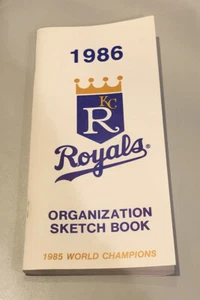 1986
KC
R
Royals
ORGANIZATION
SKETCH BOOK
1985 WORLD CHAMPIONS